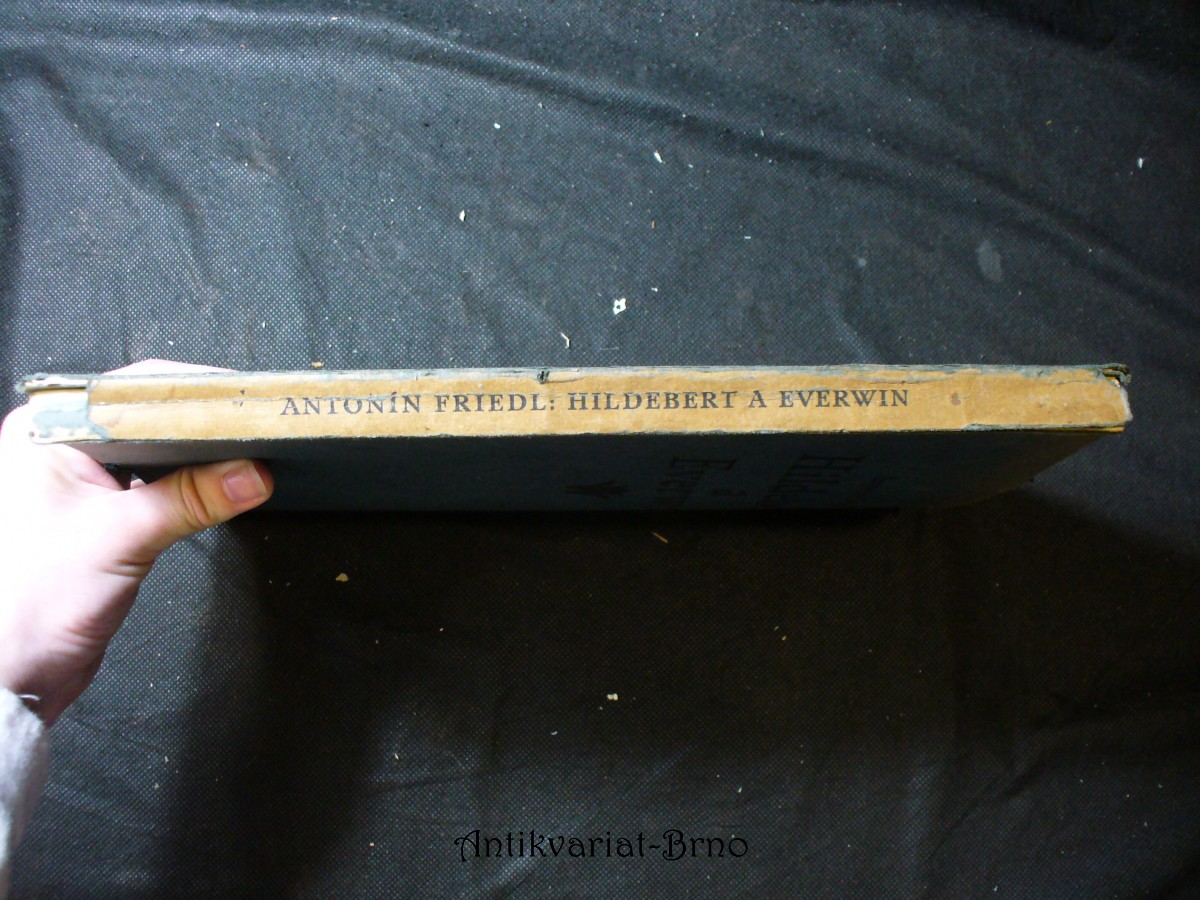 ANTONÍN FRIEDL: HILDEBERT A EVERWIN
Antikvariat-Brno